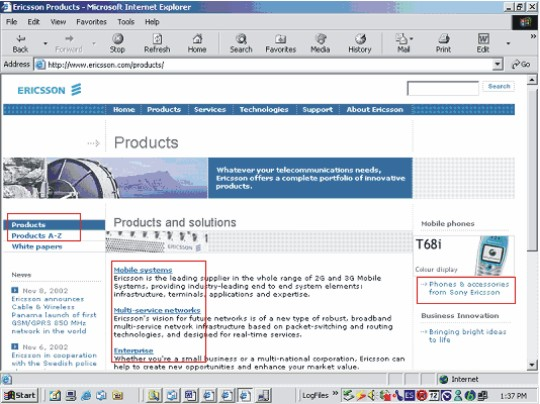 Ericsson Products - Microsoft Internet Explorer
File Edit View Favorites Tools Help
Back Forward Stop Refresh Home Search Favorites Media History Mail Print Edit
Address http://www.ericsson.com/products/ Go
ERICSSON Search
Home Products Services Technologies Support About Ericsson
Products
Whatever your telecommunications needs,
Ericsson offers a complete portfolio of innovative
products.
Products
Products A-Z
White papers
News
Nov 8, 2002
Ericsson announces
Cable & Wireless
Panama launch of first
GSM/GPRS 850 MHz
network in the world
Nov 6, 2002
Ericsson in cooperation
with the Swedish police
Products and solutions
ERICSSON
Mobile systems
Ericsson is the leading supplier in the whole range of 2G and 3G Mobile
Systems, providing industry-leading end to end system elements:
infrastructure, terminals, applications and expertise.
Multi-service networks
Ericsson's vision for future networks is of a new type of robust, broadband
multi-service network infrastructure based on packet-switching and routing
technologies, and designed for real-time services.
Enterprise
Whether you're a small business or a multi-national corporation, Ericsson can
help to create new opportunities and enhance your market value.
Mobile phones
T68i
Colour display
Phones & accessories
from Sony Ericsson
Business Innovation
Bringing bright ideas
to life
Internet
Start LogFiles 1:37 PM